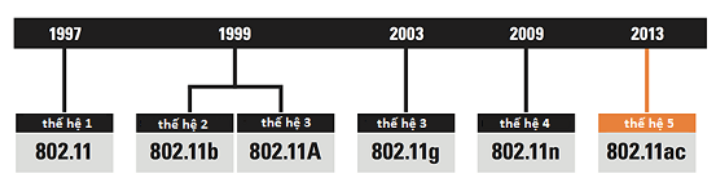 1997 1999 2003 2009 2013
thế hệ 1 thế hệ 2 thế hệ 3 thế hệ 3 thế hệ 4 thế hệ 5
802.11 802.11b 802.11A 802.11g 802.11n 802.11ac